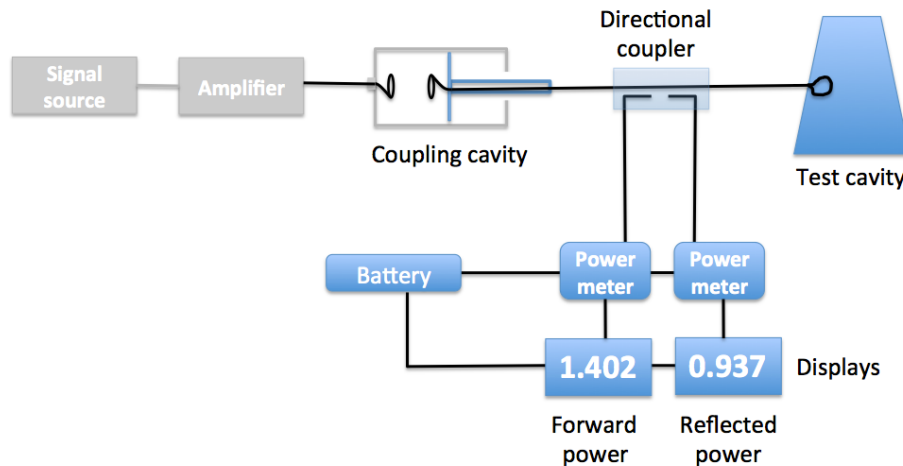 Directional
coupler
Signal
source
Amplifier
Coupling cavity
Test cavity
Battery
Power
meter
Power
meter
1.402
0.937
Displays
Forward
power
Reflected
power